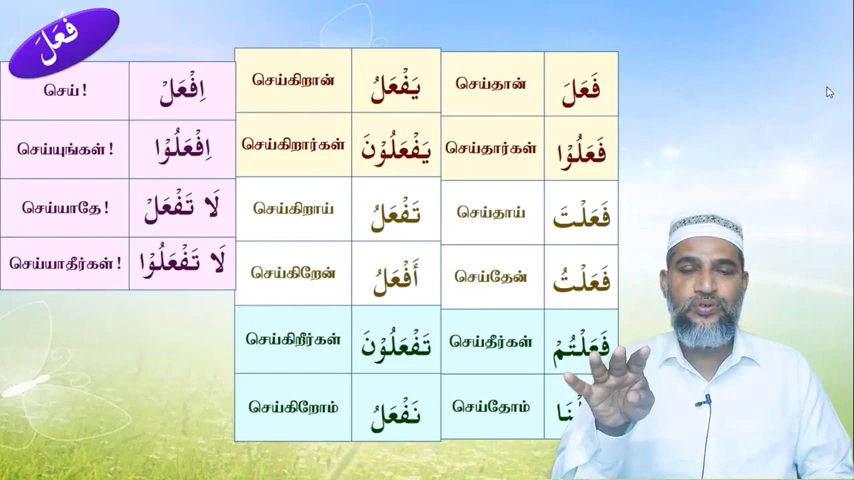 فَعَلَ
செய்! اِفْعَلْ
செய்யுங்கள்! اِفْعَلُوْا
செய்யாதே! لَا تَفْعَلْ
செய்யாதீர்கள்! لَا تَفْعَلُوْا
செய்கிறான் يَفْعَلُ
செய்கிறார்கள் يَفْعَلُوْنَ
செய்கிறாய் تَفْعَلُ
செய்கிறேன் أَفْعَلُ
செய்கிறீர்கள் تَفْعَلُوْنَ
செய்கிறோம் نَفْعَلُ
செய்தான் فَعَلَ
செய்தார்கள் فَعَلُوْا
செய்தாய் فَعَلْتَ
செய்தேன் فَعَلْتُ
செய்தீர்கள் فَعَلْتُمْ
செய்தோம்